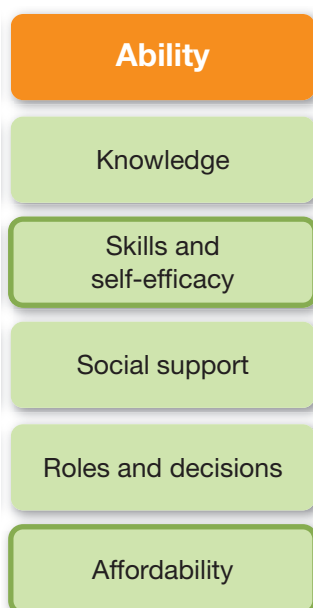 Ability
Knowledge
Skills and
self-efficacy
Social support
Roles and decisions
Affordability